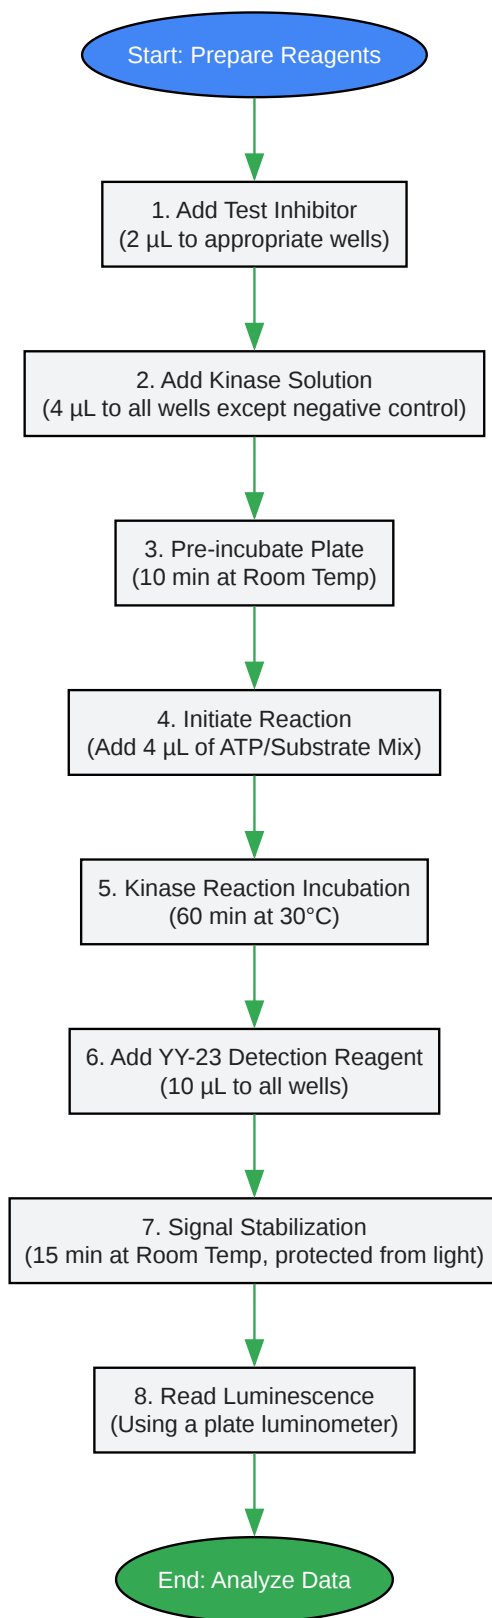 Start: Prepare Reagents
1. Add Test Inhibitor
(2 µL to appropriate wells)
2. Add Kinase Solution
(4 µL to all wells except negative control)
3. Pre-incubate Plate
(10 min at Room Temp)
4. Initiate Reaction
(Add 4 µL of ATP/Substrate Mix)
5. Kinase Reaction Incubation
(60 min at 30°C)
6. Add YY-23 Detection Reagent
(10 µL to all wells)
7. Signal Stabilization
(15 min at Room Temp, protected from light)
8. Read Luminescence
(Using a plate luminometer)
End: Analyze Data